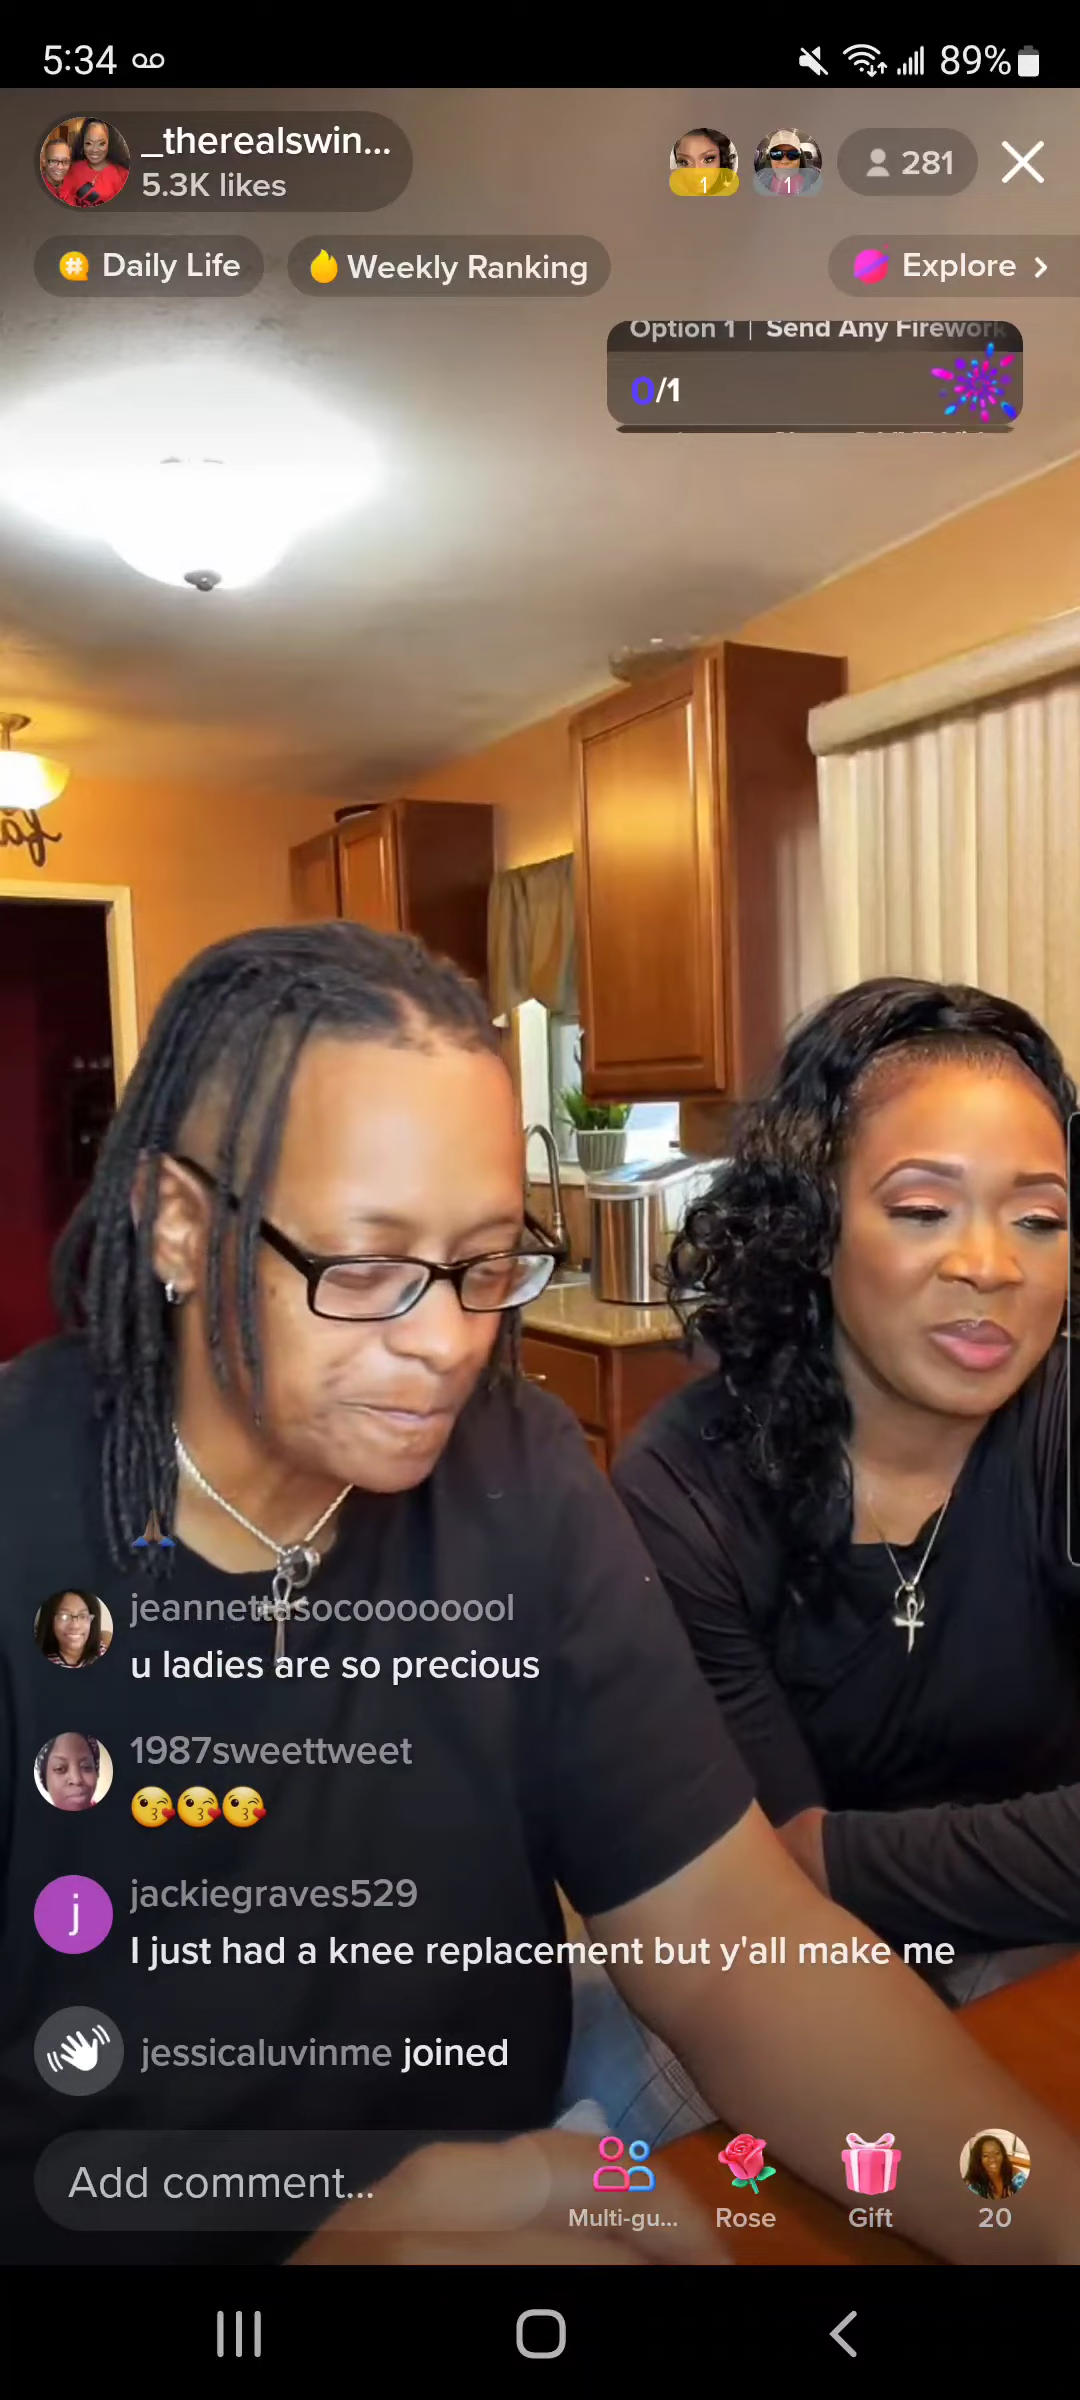 5:34
89%
_therealswin...
5.3K likes
1
1
281
Daily Life
Weekly Ranking
Explore
Option 1 | Send Any Firework
0/1
jeannettasocoooooool
u ladies are so precious
1987sweettweet
jackiegraves529
j
I just had a knee replacement but y'all make me
jessicaluvinme joined
Add comment...
Multi-gu...
Rose
Gift
20